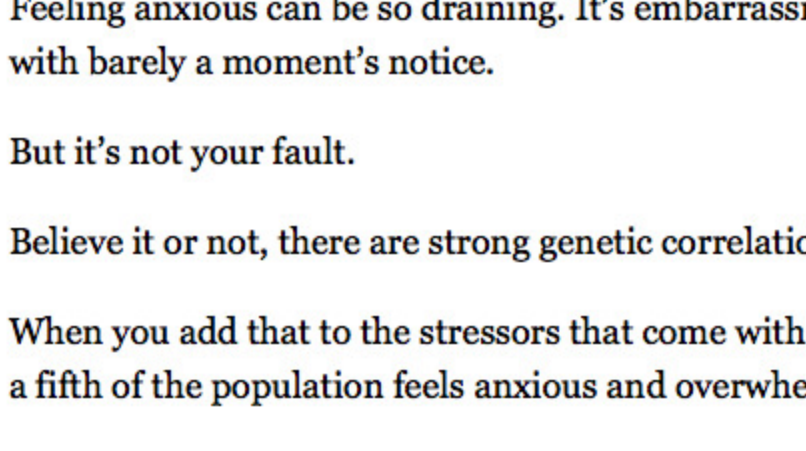 Feeling anxious can be so draining. It's
with barely a moment's notice.
But it's not your fault.
Believe it or not, there are strong genetic
When you add that to the stressors that come with
a fifth of the population feels anxious and